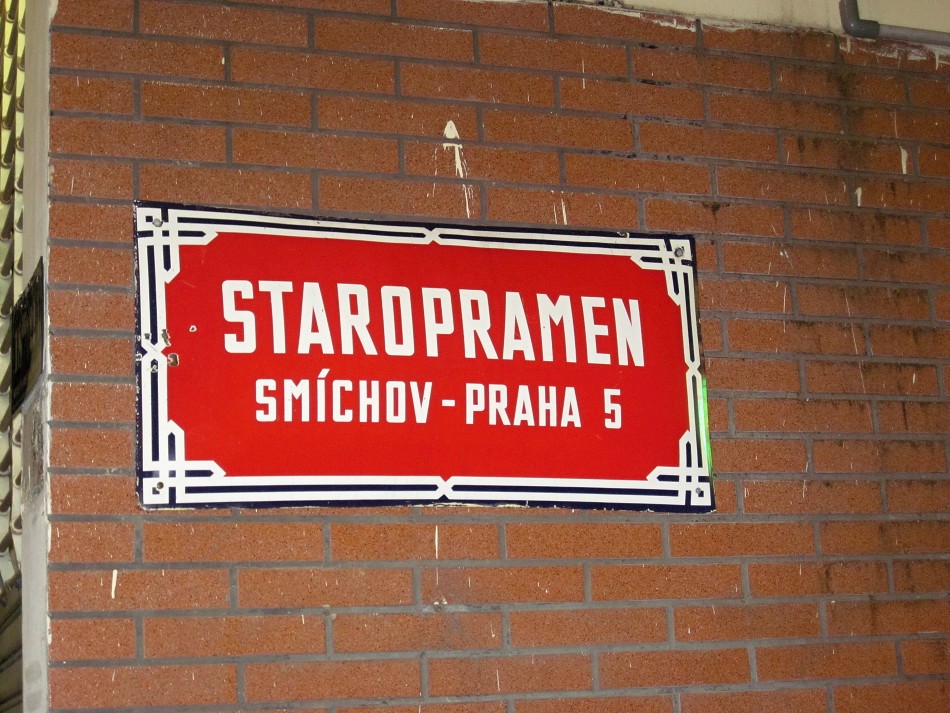 STAROPRAMEN
SMÍCHOV - PRAHA 5